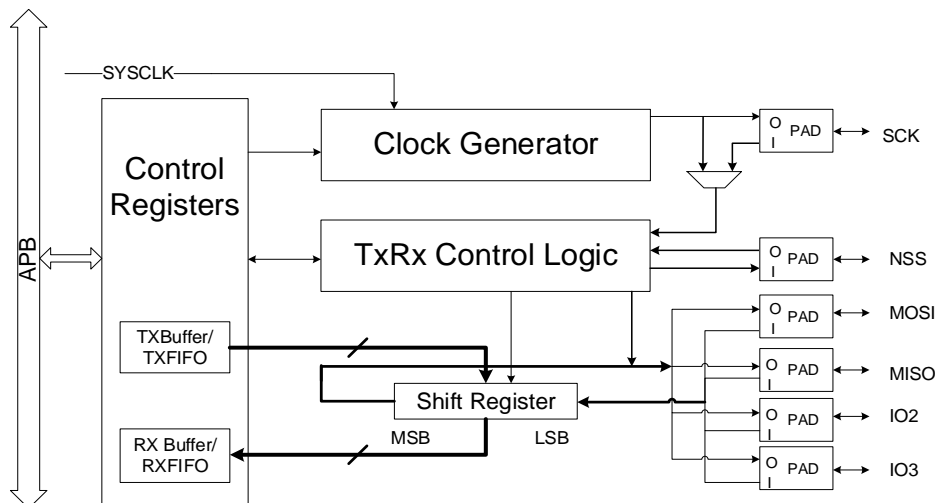 APB
SYSCLK
Control
Registers
Clock Generator
O
I
PAD
SCK
TxRx Control Logic
O
I
PAD
NSS
O
I
PAD
MOSI
TXBuffer/
TXFIFO
O
I
PAD
MISO
Shift Register
MSB
LSB
O
I
PAD
IO2
RX Buffer/
RXFIFO
O
I
PAD
IO3